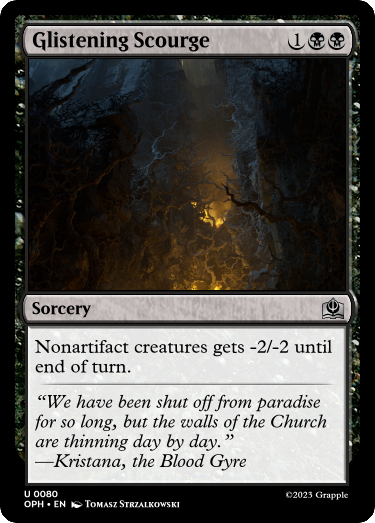 Glistening Scourge 1
Sorcery
Nonartifact creatures gets -2/-2 until
end of turn.
“We have been shut off from paradise
for so long, but the walls of the Church
are thinning day by day.”
—Kristana, the Blood Gyre
U 0080
OPH • EN Tomasz Strzalkowski
©2023 Grapple